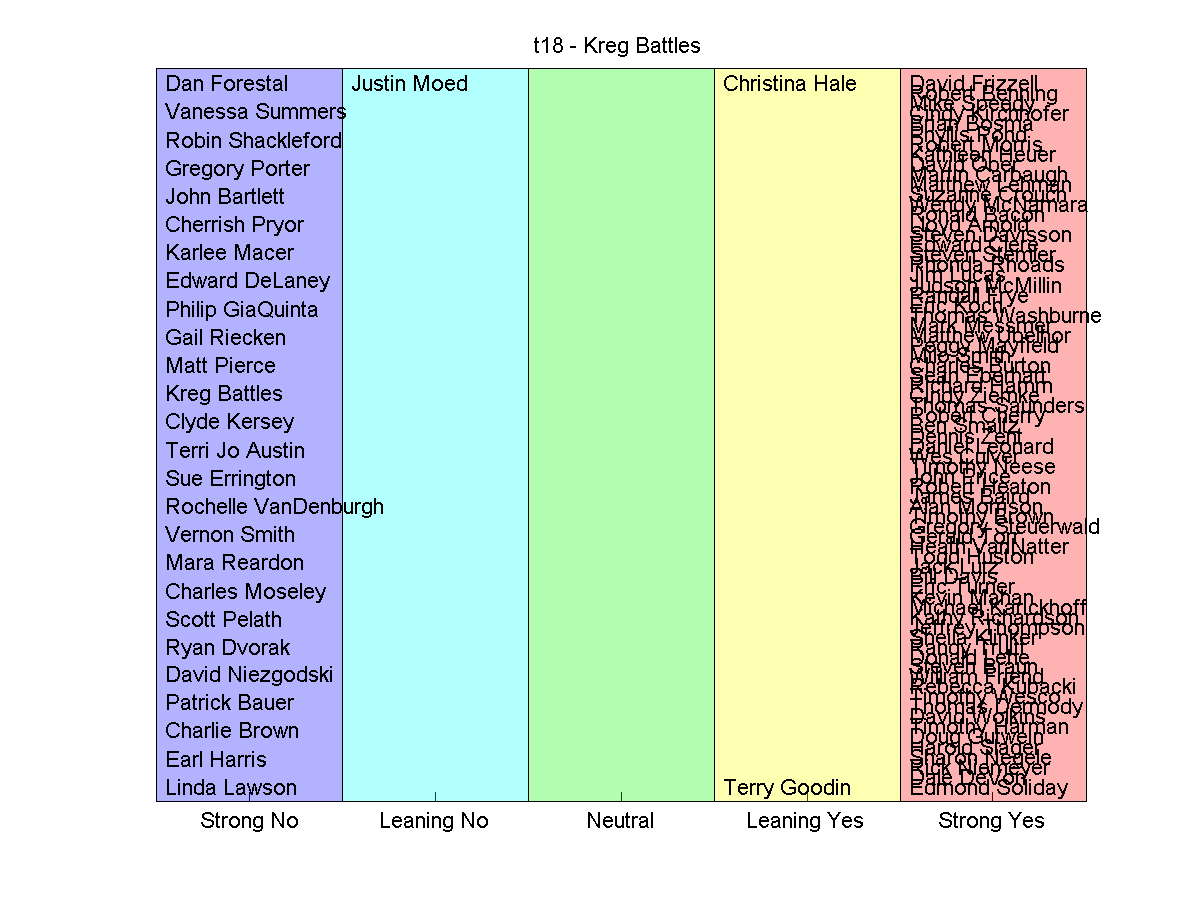 t18 - Kreg Battles
Dan Forestal
Vanessa Summers
Robin Shackleford
Gregory Porter
John Bartlett
Cherrish Pryor
Karlee Macer
Edward DeLaney
Philip GiaQuinta
Gail Riecken
Matt Pierce
Kreg Battles
Clyde Kersey
Terri Jo Austin
Sue Errington
Rochelle VanDenburgh
Vernon Smith
Mara Reardon
Charles Moseley
Scott Pelath
Ryan Dvorak
David Niezgodski
Patrick Bauer
Charlie Brown
Earl Harris
Linda Lawson
Justin Moed
Christina Hale
Terry Goodin
David Frizzell
Robert Behning
Mike Speedy
Cindy Kirchhofer
Brian Bosma
Phyllis Pond
Robert Morris
Kathleen Heuer
David Ober
Martin Carbaugh
Matthew Lehman
Suzanne Crouch
Wendy McNamara
Ronald Bacon
Lloyd Arnold
Steven Davisson
Edward Clere
Steven Stemler
Rhonda Rhoads
Jim Lucas
Judson McMillin
Randall Frye
Eric Koch
Thomas Washburne
Mark Messmer
Matthew Ubelhor
Peggy Mayfield
Milo Smith
Charles Burton
Sean Eberhart
Richard Hamm
Cindy Ziemke
Thomas Saunders
Robert Cherry
Ben Smaltz
Dennis Zent
Daniel Leonard
Wes Culver
Timothy Neese
John Price
Robert Heaton
James Baird
Alan Morrison
Timothy Brown
Gregory Steuerwald
Gerald Torr
Heath VanNatter
Todd Huston
Jack Lutz
Bill Davis
Eric Turner
Kevin Mahan
Michael Karickhoff
Kathy Richardson
Jeffrey Thompson
Sheila Klinker
Randy Truitt
Donald Lehe
Steven Braun
William Friend
Rebecca Kubacki
Timothy Wesco
Thomas Dermody
David Wolkins
Timothy Harman
Doug Gutwein
Harold Slager
Sharon Negele
Rick Niemeyer
Dale DeVon
Edmond Soliday
Strong No
Leaning No
Neutral
Leaning Yes
Strong Yes